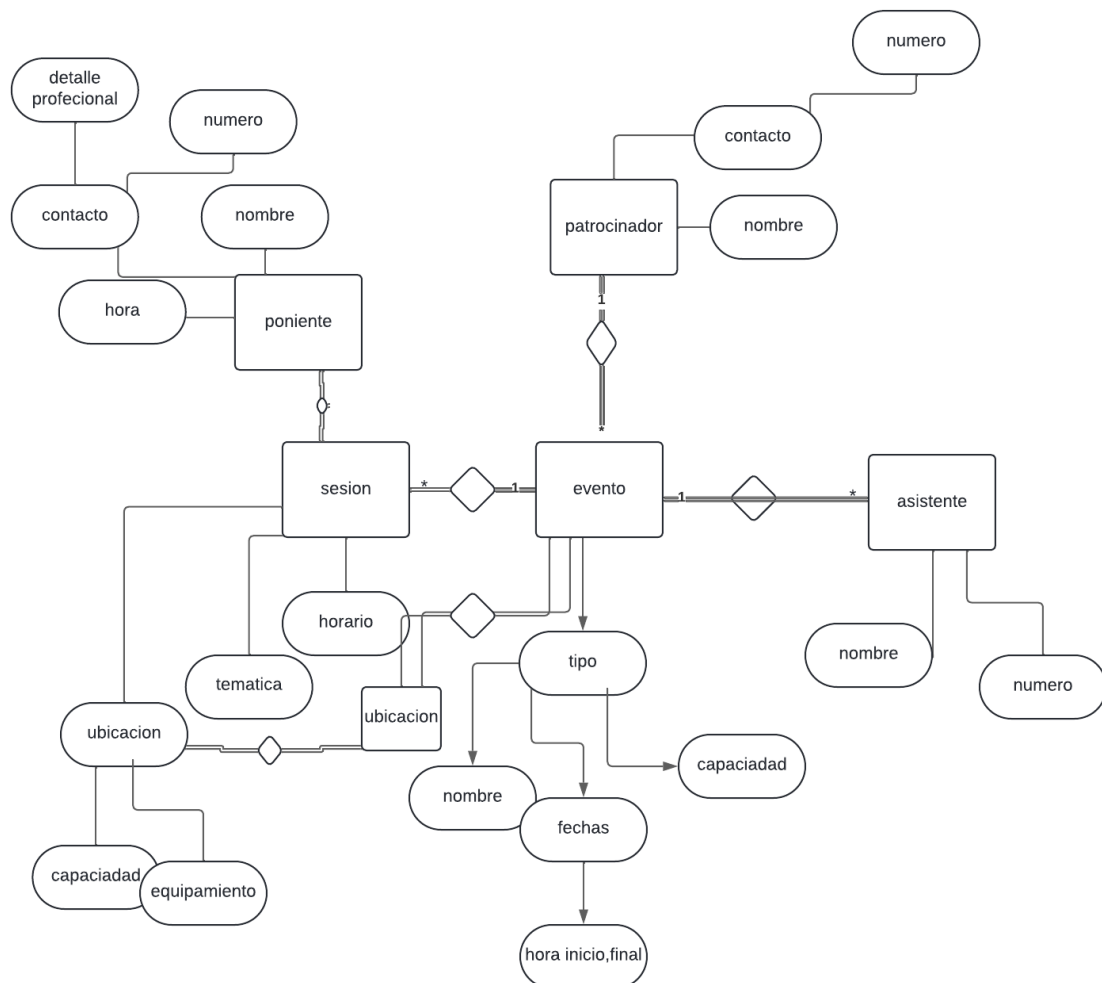 numero
detalle
profecional
numero
contacto
contacto
nombre
patrocinador
nombre
hora
poniente
1
*
sesion
*
1
evento
1
*
asistente
horario
tipo
nombre
numero
tematica
ubicacion
ubicacion
capaciadad
nombre
fechas
capaciadad
equipamiento
hora inicio,final